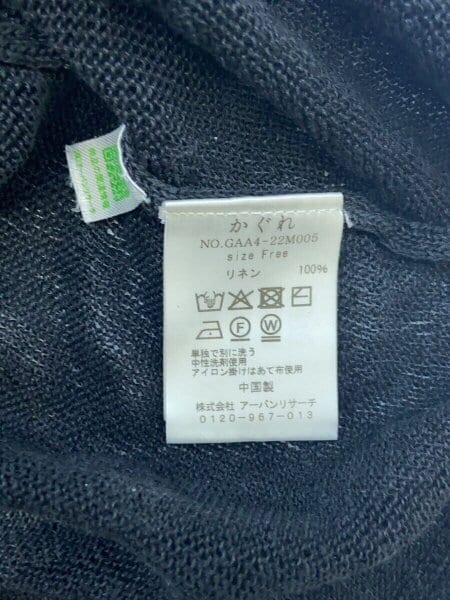 かぐれ
NO.GAA4-22M005
size Free
リネン 100%
単独で別に洗う
中性洗剤使用
アイロン掛けはあて布使用
中国製
株式会社 アーバンリサーチ
0120-967-013